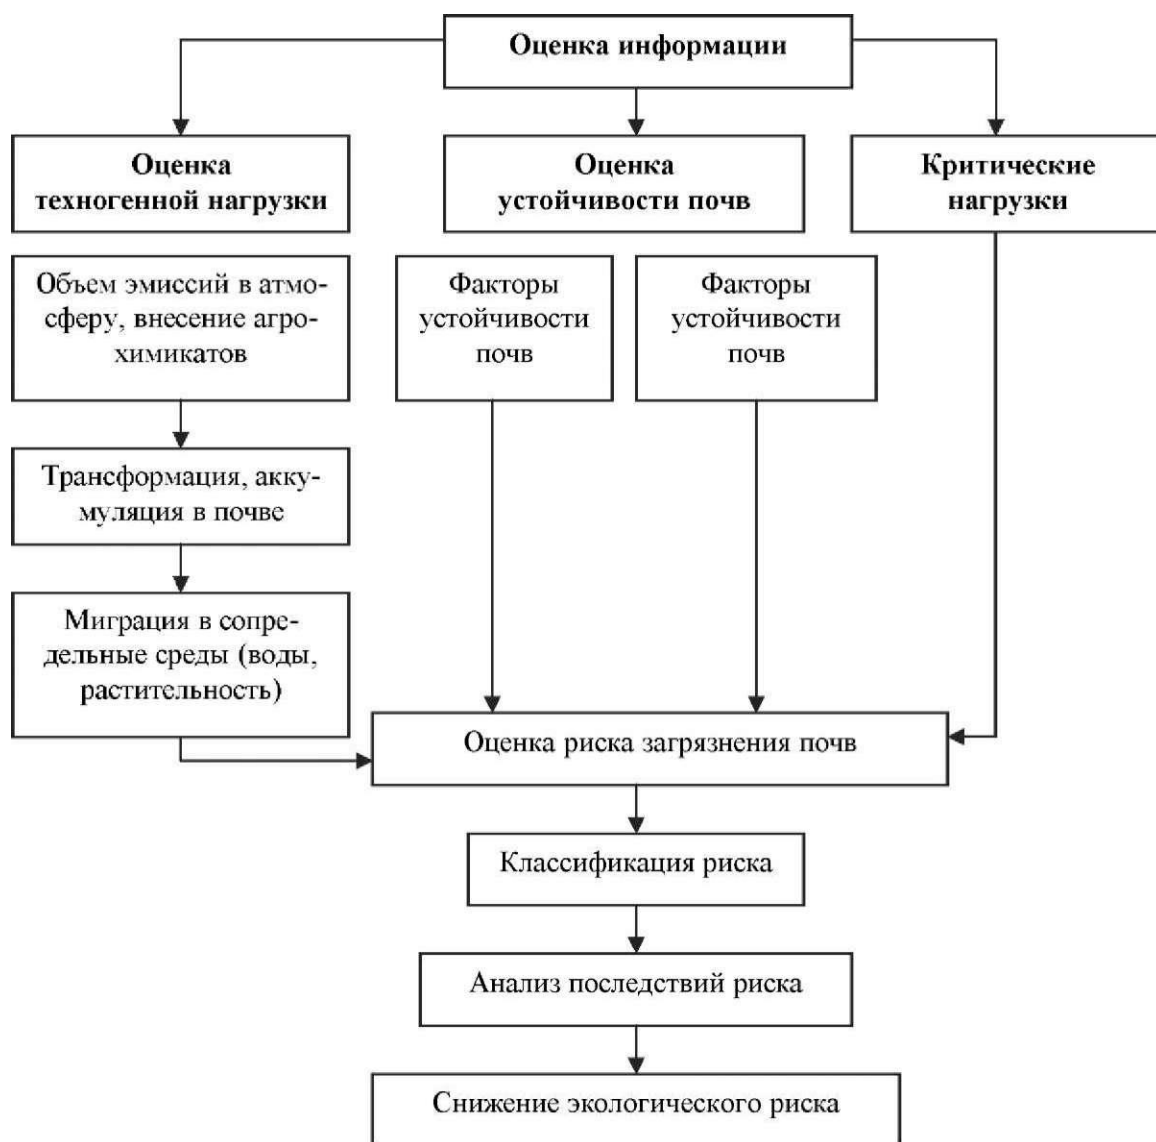 Оценка информации
Оценка
техногенной нагрузки
Оценка
устойчивости почв
Критические
нагрузки
Объем эмиссий в атмо-
сферу, внесение агро-
химикатов
Факторы
устойчивости
почв
Факторы
устойчивости
почв
Трансформация, акку-
муляция в почве
Миграция в сопре-
дельные среды (воды,
растительность)
Оценка риска загрязнения почв
Классификация риска
Анализ последствий риска
Снижение экологического риска